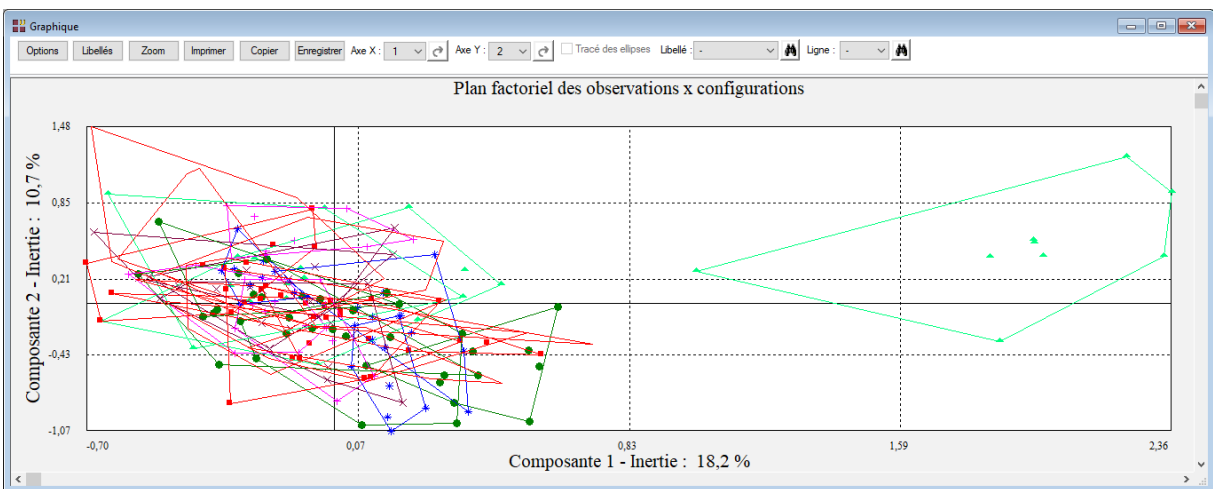 Graphique
Options Libellés Zoom Imprimer Copier Enregistrer Axe X : 1 Axe Y : 2 Tracé des ellipses Libellé : - Ligne : -
Plan factoriel des observations x configurations
1,48
0,85
0,21
-0,43
-1,07
Composante 2 - Inertie : 10,7 %
-0,70 0,07 0,83 1,59 2,36
Composante 1 - Inertie : 18,2 %